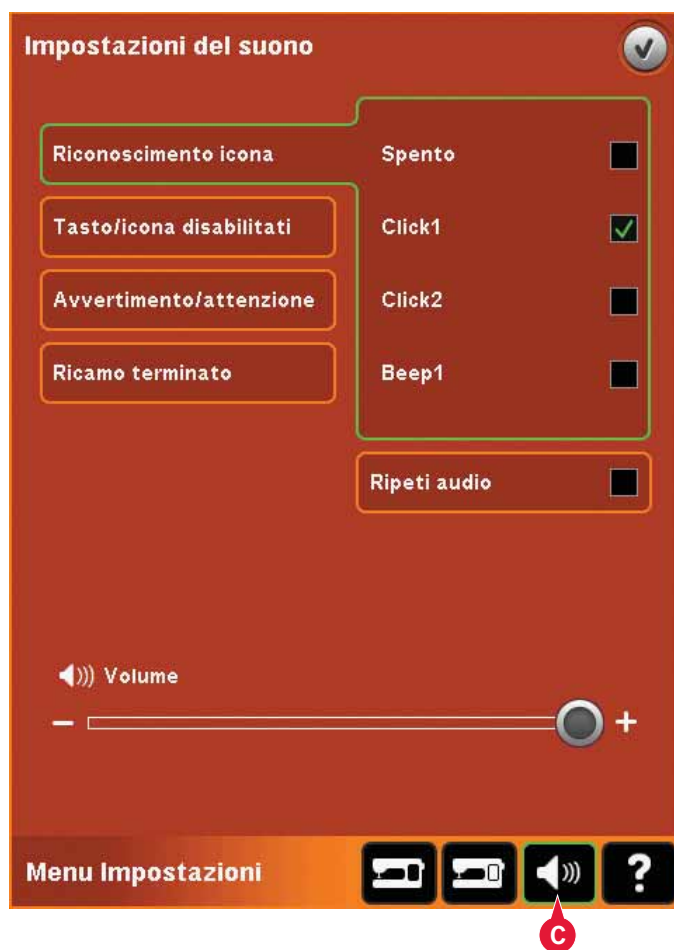 Impostazioni del suono
Riconoscimento icona
Spento
Tasto/icona disabilitati
Click1
Avvertimento/attenzione
Click2
Ricamo terminato
Beep1
Ripeti audio
Volume
− +
Menu Impostazioni
?
C